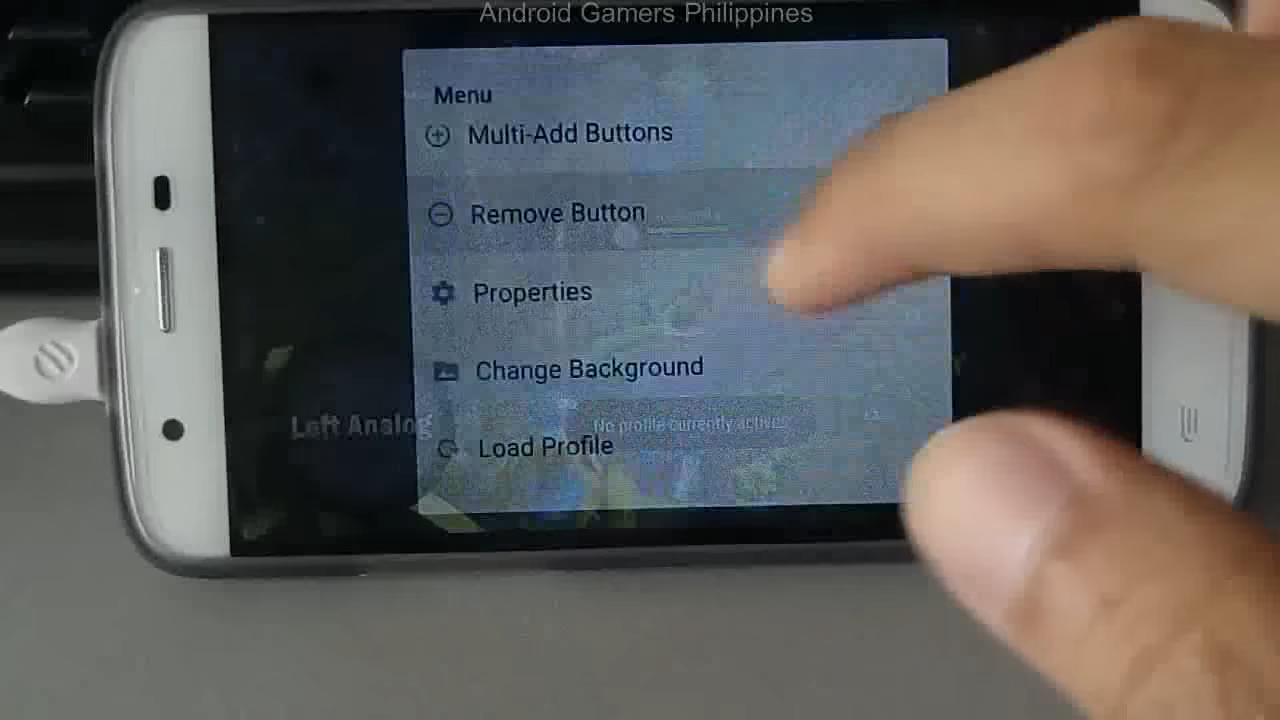 Android Gamers Philippines
Menu
Multi-Add Buttons
Remove Button
Properties
Change Background
Left Analog
No profile currently active
Load Profile